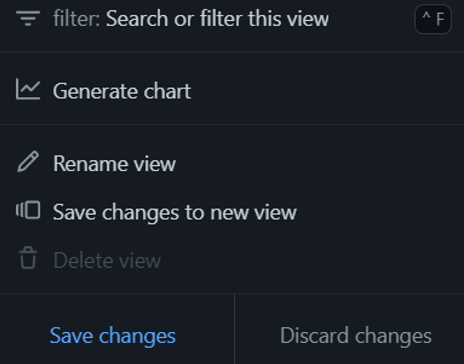 filter: Search or filter this view
^ F
Generate chart
Rename view
Save changes to new view
Delete view
Save changes
Discard changes